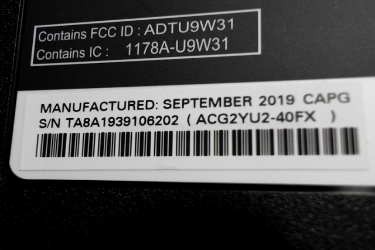 Contains FCC ID : ADTU9W31
Contains IC : 1178A-U9W31
MANUFACTURED: SEPTEMBER 2019 CAPG
S/N TA8A1939106202 ( ACG2YU2-40FX )